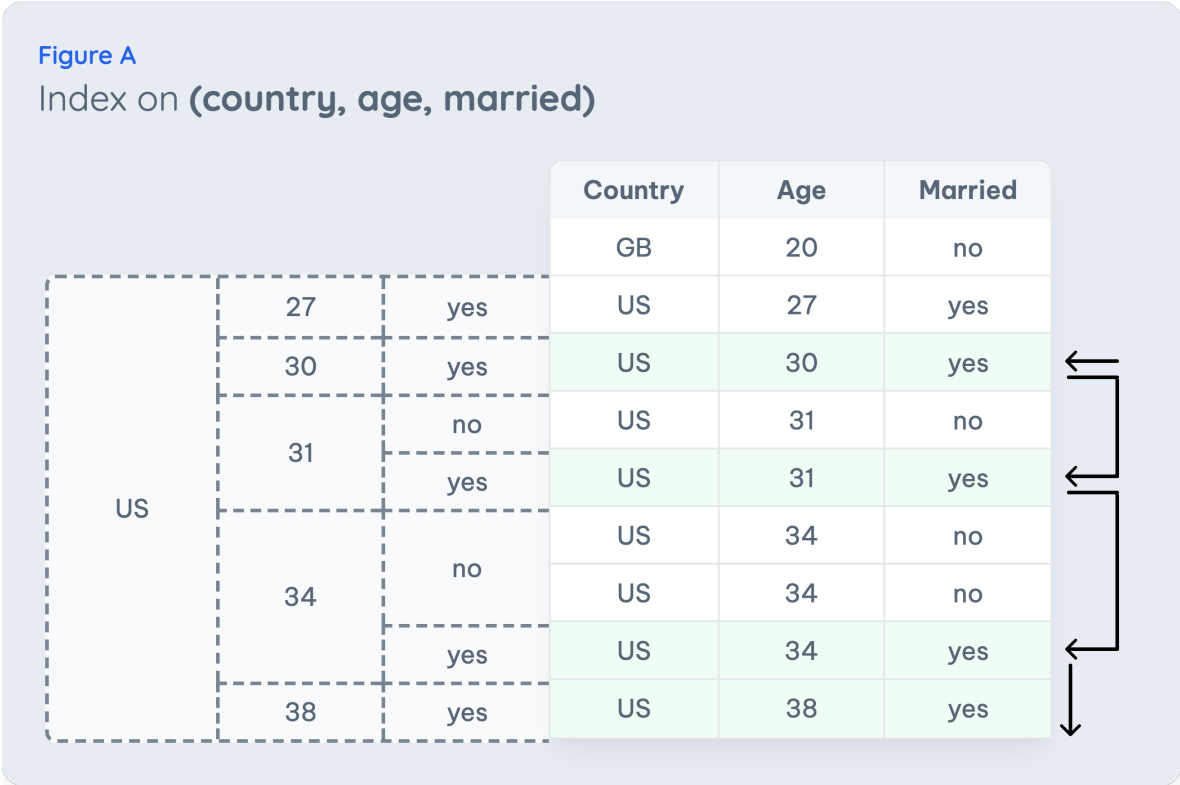 Figure A
Index on (country, age, married)
Country Age Married
GB 20 no
27 yes US 27 yes
30 yes US 30 yes
no US 31 no
31
yes US 31 yes
US
US 34 no
no
34 US 34 no
yes US 34 yes
38 yes US 38 yes